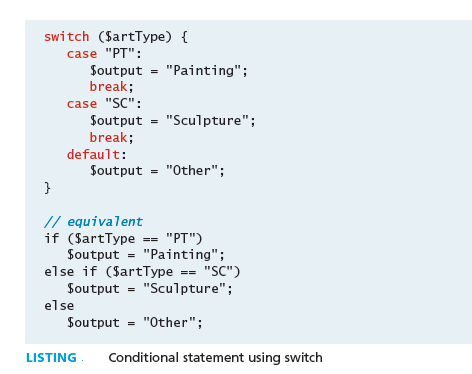 switch ($artType) {
   case "PT":
      $output = "Painting";
      break;
   case "SC":
      $output = "Sculpture";
      break;
   default:
      $output = "Other";
}
// equivalent
if ($artType == "PT")
   $output = "Painting";
else if ($artType == "SC")
   $output = "Sculpture";
else
   $output = "Other";
LISTING . Conditional statement using switch